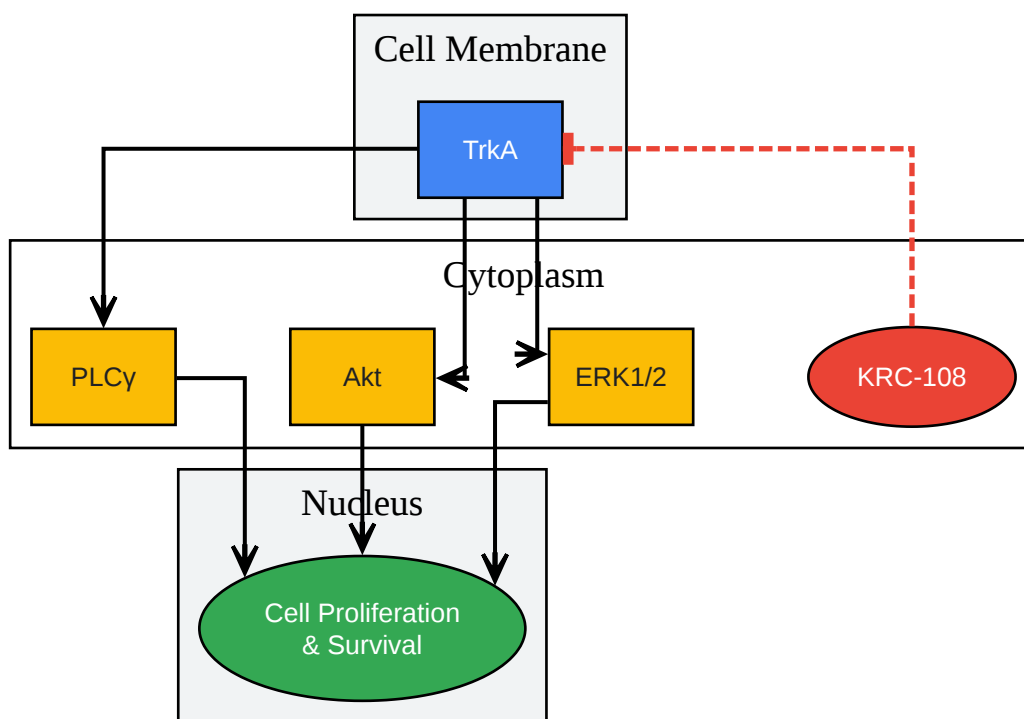 Cell Membrane
TrkA
Cytoplasm
PLCγ
Akt
ERK1/2
KRC-108
Nucleus
Cell Proliferation
& Survival